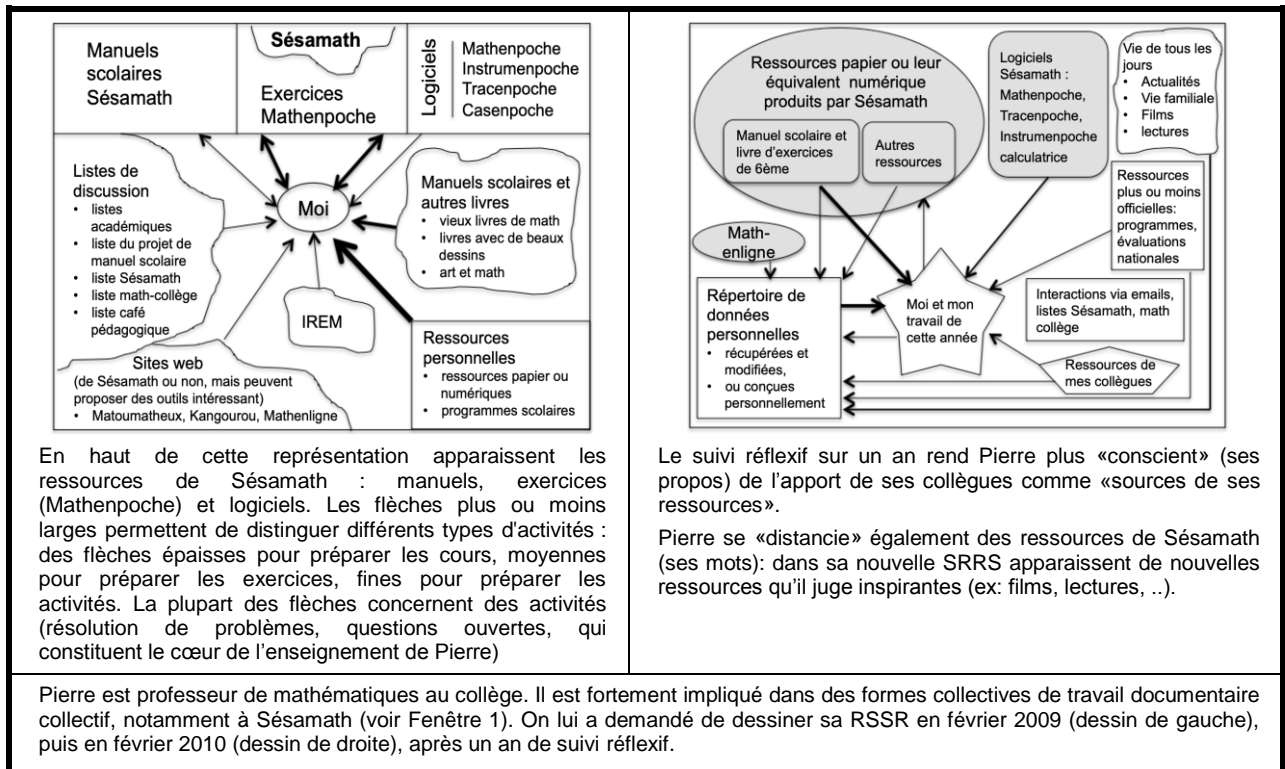 Manuels
scolaires
Sésamath
Sésamath
Exercices
Mathenpoche
Logiciels
Mathenpoche
Instrumenpoche
Tracenpoche
Casenpoche
Listes de
discussion
• listes
académiques
• liste du projet de
manuel scolaire
• liste Sésamath
• liste math-collège
• liste café
pédagogique
Moi
Manuels scolaires et
autres livres
• vieux livres de math
• livres avec de beaux
dessins
• art et math
IREM
Sites web
(de Sésamath ou non, mais peuvent
proposer des outils intéressant)
• Matoumatheux, Kangourou, Mathenligne
Ressources
personnelles
• ressources papier ou
numériques
• programmes scolaires
En haut de cette représentation apparaissent les
ressources de Sésamath : manuels, exercices
(Mathenpoche) et logiciels. Les flèches plus ou moins
larges permettent de distinguer différents types d'activités :
des flèches épaisses pour préparer les cours, moyennes
pour préparer les exercices, fines pour préparer les
activités. La plupart des flèches concernent des activités
(résolution de problèmes, questions ouvertes, qui
constituent le cœur de l'enseignement de Pierre)
Ressources papier ou leur
équivalent numérique
produits par Sésamath
Manuel scolaire et
livre d'exercices
de 6ème
Autres
ressources
Logiciels
Sésamath :
Mathenpoche,
Tracenpoche,
Instrumenpoche
calculatrice
Vie de tous les
jours
• Actualités
• Vie familiale
• Films
• lectures
Ressources
plus ou moins
officielles:
programmes,
évaluations
nationales
Math-
enligne
Répertoire de
données
personnelles
• récupérées et
modifiées,
• ou conçues
personnellement
Moi et mon
travail de
cette année
Interactions via emails,
listes Sésamath, math
collège
Ressources de
mes collègues
Le suivi réflexif sur un an rend Pierre plus «conscient» (ses
propos) de l'apport de ses collègues comme «sources de ses
ressources».
Pierre se «distancie» également des ressources de Sésamath
(ses mots): dans sa nouvelle SRRS apparaissent de nouvelles
ressources qu'il juge inspirantes (ex: films, lectures, ..).
Pierre est professeur de mathématiques au collège. Il est fortement impliqué dans des formes collectives de travail documentaire
collectif, notamment à Sésamath (voir Fenêtre 1). On lui a demandé de dessiner sa RSSR en février 2009 (dessin de gauche),
puis en février 2010 (dessin de droite), après un an de suivi réflexif.